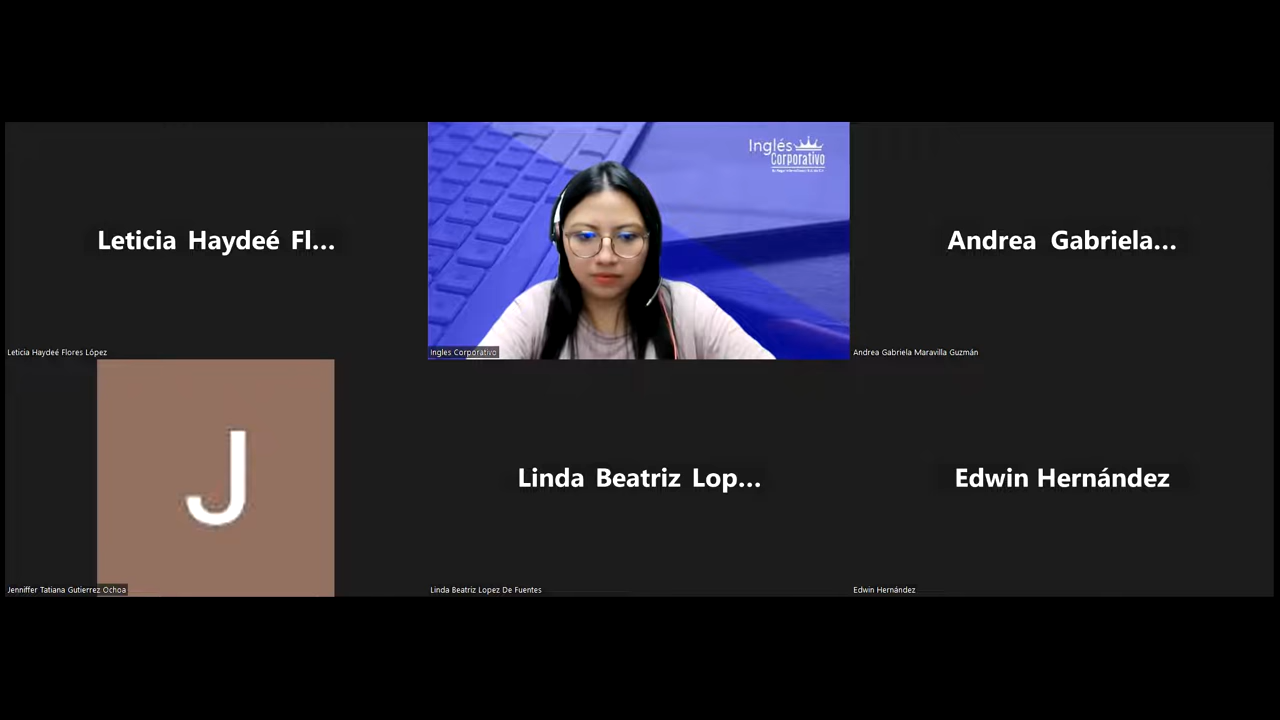 Inglés
Corporativo
Leticia Haydeé Fl...
Andrea Gabriela...
Leticia Haydeé Flores López
Ingles Corporativo
Andrea Gabriela Maravilla Guzmán
J
Linda Beatriz Lop...
Edwin Hernández
Jenniffer Tatiana Gutierrez Ochoa
Linda Beatriz Lopez De Fuentes
Edwin Hernández